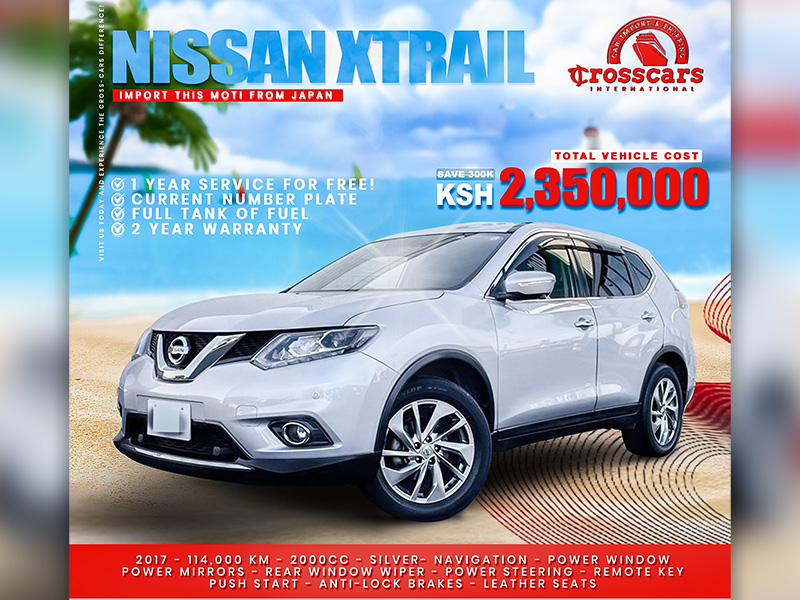 NISSAN XTRAIL
IMPORT THIS MOTI FROM JAPAN
CAR IMPORT & SHIPPING
Crosscars
INTERNATIONAL
VISIT US TODAY AND EXPERIENCE THE CROSS-CARS DIFFERENCE!
TOTAL VEHICLE COST
SAVE 300K
KSH 2,350,000
1 YEAR SERVICE FOR FREE!
CURRENT NUMBER PLATE
FULL TANK OF FUEL
2 YEAR WARRANTY
NISSAN
DUNLOP
2017 - 114,000 KM - 2000CC - SILVER- NAVIGATION - POWER WINDOW
POWER MIRRORS - REAR WINDOW WIPER - POWER STEERING - REMOTE KEY
PUSH START - ANTI-LOCK BRAKES - LEATHER SEATS